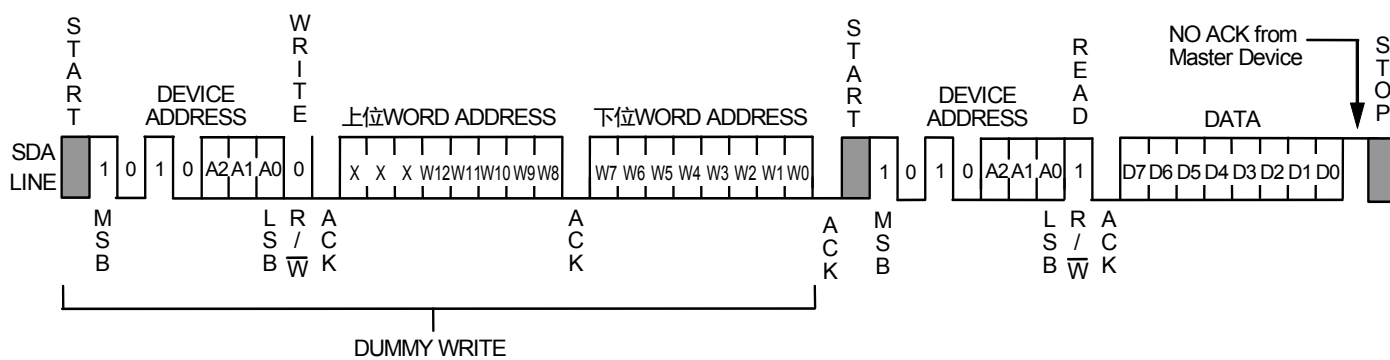 START
WRITE
START
READ
NO ACK from
Master Device
STOP
DEVICE
ADDRESS
上位WORD ADDRESS
下位WORD ADDRESS
DEVICE
ADDRESS
DATA
SDA
LINE
1 0 1 0 A2 A1 A0 0 X X X W12 W11 W10 W9 W8 W7 W6 W5 W4 W3 W2 W1 W0 1 0 1 0 A2 A1 A0 1 D7 D6 D5 D4 D3 D2 D1 D0
MSB
LSB
R/W
ACK
ACK
ACK
MSB
LSB
R/W
ACK
DUMMY WRITE